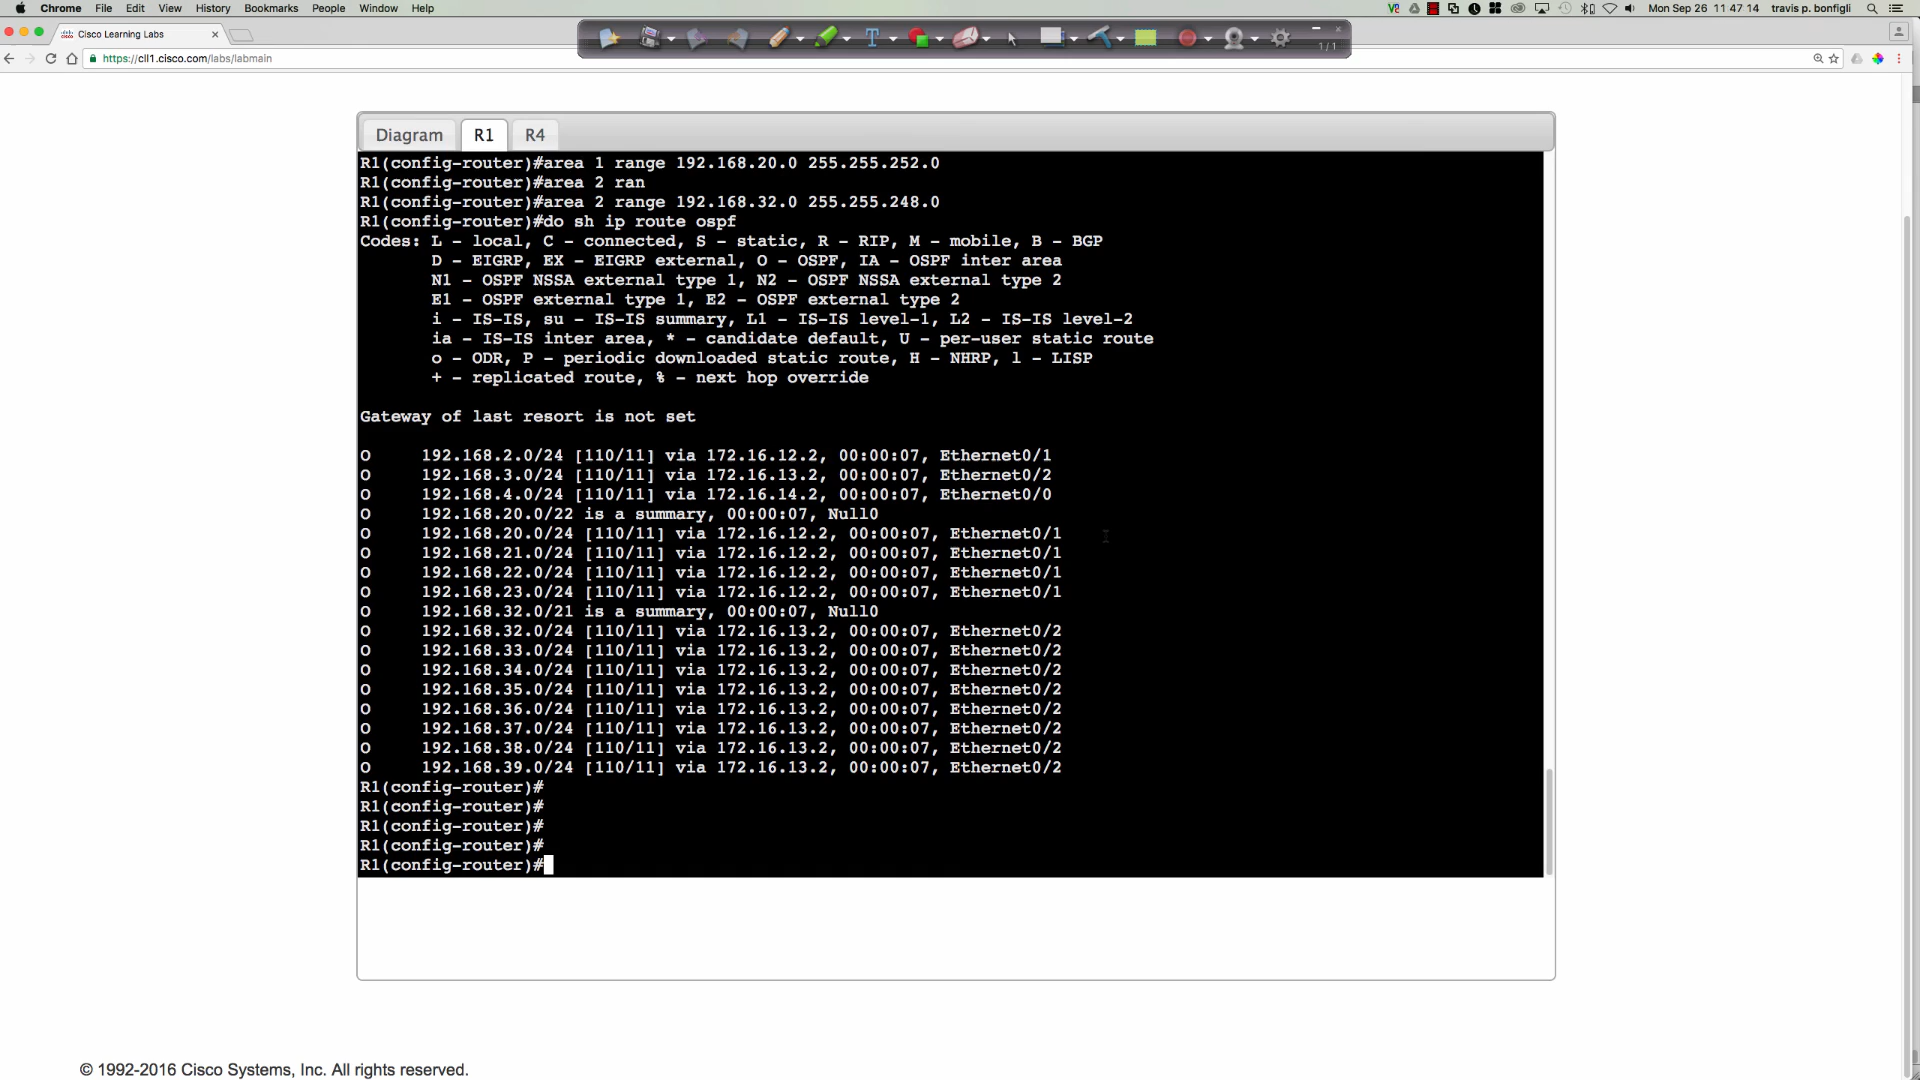 Chrome File Edit View History Bookmarks People Window Help Mon Sep 26 11 47 14 travis p. bonfigli
Cisco Learning Labs
1/1
https://cll1.cisco.com/labs/labmain
Diagram R1 R4
R1(config-router)#area 1 range 192.168.20.0 255.255.252.0
R1(config-router)#area 2 ran
R1(config-router)#area 2 range 192.168.32.0 255.255.248.0
R1(config-router)#do sh ip route ospf
Codes: L - local, C - connected, S - static, R - RIP, M - mobile, B - BGP
D - EIGRP, EX - EIGRP external, O - OSPF, IA - OSPF inter area
N1 - OSPF NSSA external type 1, N2 - OSPF NSSA external type 2
E1 - OSPF external type 1, E2 - OSPF external type 2
i - IS-IS, su - IS-IS summary, L1 - IS-IS level-1, L2 - IS-IS level-2
ia - IS-IS inter area, * - candidate default, U - per-user static route
o - ODR, P - periodic downloaded static route, H - NHRP, l - LISP
+ - replicated route, % - next hop override
Gateway of last resort is not set
O 192.168.2.0/24 [110/11] via 172.16.12.2, 00:00:07, Ethernet0/1
O 192.168.3.0/24 [110/11] via 172.16.13.2, 00:00:07, Ethernet0/2
O 192.168.4.0/24 [110/11] via 172.16.14.2, 00:00:07, Ethernet0/0
O 192.168.20.0/22 is a summary, 00:00:07, Null0
O 192.168.20.0/24 [110/11] via 172.16.12.2, 00:00:07, Ethernet0/1
O 192.168.21.0/24 [110/11] via 172.16.12.2, 00:00:07, Ethernet0/1
O 192.168.22.0/24 [110/11] via 172.16.12.2, 00:00:07, Ethernet0/1
O 192.168.23.0/24 [110/11] via 172.16.12.2, 00:00:07, Ethernet0/1
O 192.168.32.0/21 is a summary, 00:00:07, Null0
O 192.168.32.0/24 [110/11] via 172.16.13.2, 00:00:07, Ethernet0/2
O 192.168.33.0/24 [110/11] via 172.16.13.2, 00:00:07, Ethernet0/2
O 192.168.34.0/24 [110/11] via 172.16.13.2, 00:00:07, Ethernet0/2
O 192.168.35.0/24 [110/11] via 172.16.13.2, 00:00:07, Ethernet0/2
O 192.168.36.0/24 [110/11] via 172.16.13.2, 00:00:07, Ethernet0/2
O 192.168.37.0/24 [110/11] via 172.16.13.2, 00:00:07, Ethernet0/2
O 192.168.38.0/24 [110/11] via 172.16.13.2, 00:00:07, Ethernet0/2
O 192.168.39.0/24 [110/11] via 172.16.13.2, 00:00:07, Ethernet0/2
R1(config-router)#
R1(config-router)#
R1(config-router)#
R1(config-router)#
R1(config-router)#
© 1992-2016 Cisco Systems, Inc. All rights reserved.